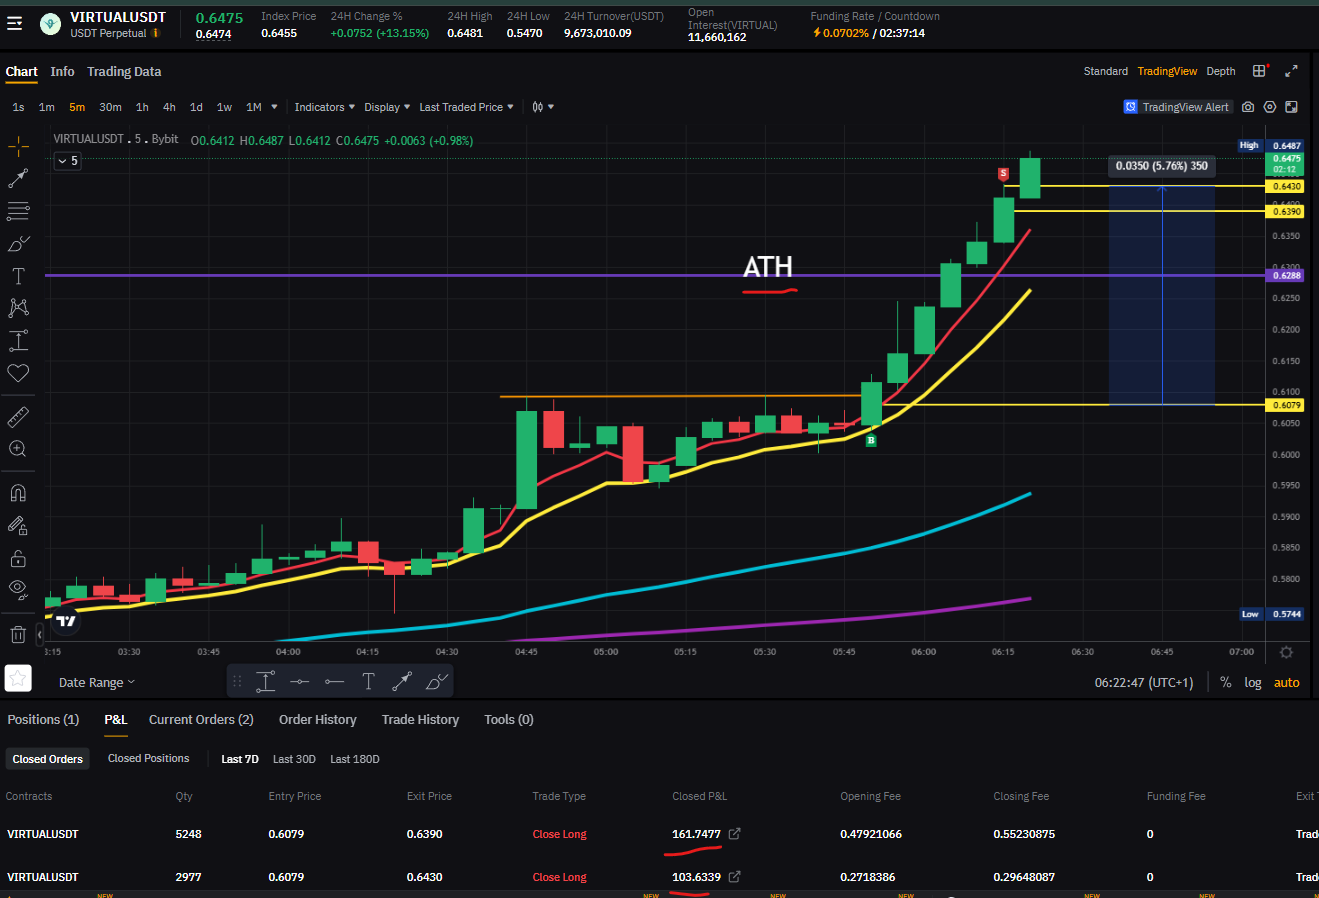 VIRTUALUSDT
USDT Perpetual
0.6475
0.6474
Index Price
0.6455
24H Change %
+0.0752 (+13.15%)
24H High
0.6481
24H Low
0.5470
24H Turnover(USDT)
9,673,010.09
Open
Interest(VIRTUAL)
11,660,162
Funding Rate / Countdown
0.0702% / 02:37:14
Chart Info Trading Data
Standard TradingView Depth
1s 1m 5m 30m 1h 4h 1d 1w 1M Indicators Display Last Traded Price
TradingView Alert
VIRTUALUSDT . 5 . Bybit O0.6412 H0.6487 L0.6412 C0.6475 +0.0063 (+0.98%)
5
High 0.6487
0.6475
02:12
S
0.0350 (5.76%) 350
0.6430
0.6390
0.6350
ATH
0.6300
0.6288
0.6250
0.6200
0.6150
0.6100
0.6079
0.6050
B
0.6000
0.5950
0.5900
0.5850
0.5800
Low 0.5744
:15 03:30 03:45 04:00 04:15 04:30 04:45 05:00 05:15 05:30 05:45 06:00 06:15 06:30 06:45 07:00
Date Range
T
06:22:47 (UTC+1) % log auto
Positions (1) P&L Current Orders (2) Order History Trade History Tools (0)
Closed Orders Closed Positions Last 7D Last 30D Last 180D
Contracts Qty Entry Price Exit Price Trade Type Closed P&L Opening Fee Closing Fee Funding Fee Exit
VIRTUALUSDT 5248 0.6079 0.6390 Close Long 161.7477 0.47921066 0.55230875 0 Trad
VIRTUALUSDT 2977 0.6079 0.6430 Close Long 103.6339 0.2718386 0.29648087 0 Trad
NEW NEW NEW NEW NEW NEW